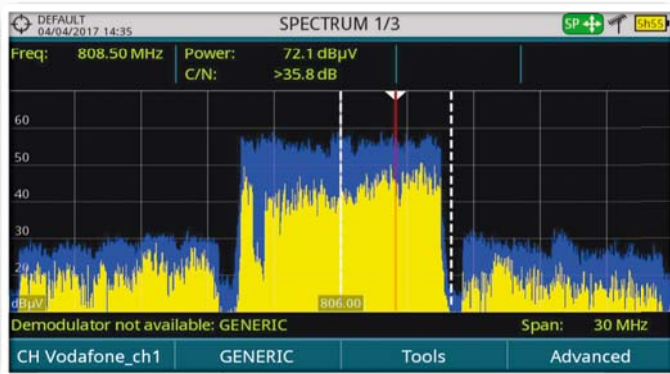 DEFAULT
04/04/2017 14:35
SPECTRUM 1/3
SP
5h55
Freq: 808.50 MHz
Power: 72.1 dBµV
C/N: >35.8 dB
60
50
40
30
20
dBµV
806.00
Demodulator not available: GENERIC
Span: 30 MHz
CH Vodafone_ch1
GENERIC
Tools
Advanced